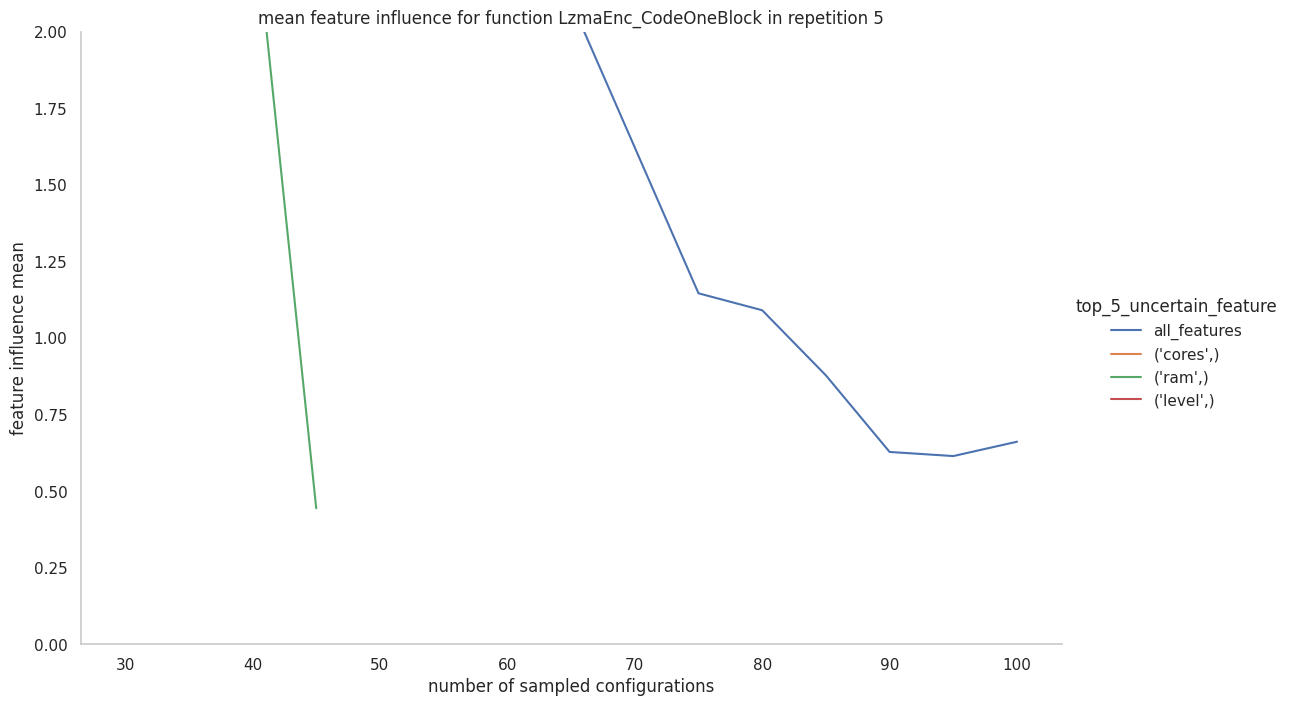 mean feature influence for function LzmaEnc_CodeOneBlock in repetition 5
2.00
1.75
1.50
1.25
1.00
0.75
0.50
0.25
0.00
feature influence mean
30 40 50 60 70 80 90 100
number of sampled configurations
top_5_uncertain_feature
all_features
('cores',)
('ram',)
('level',)